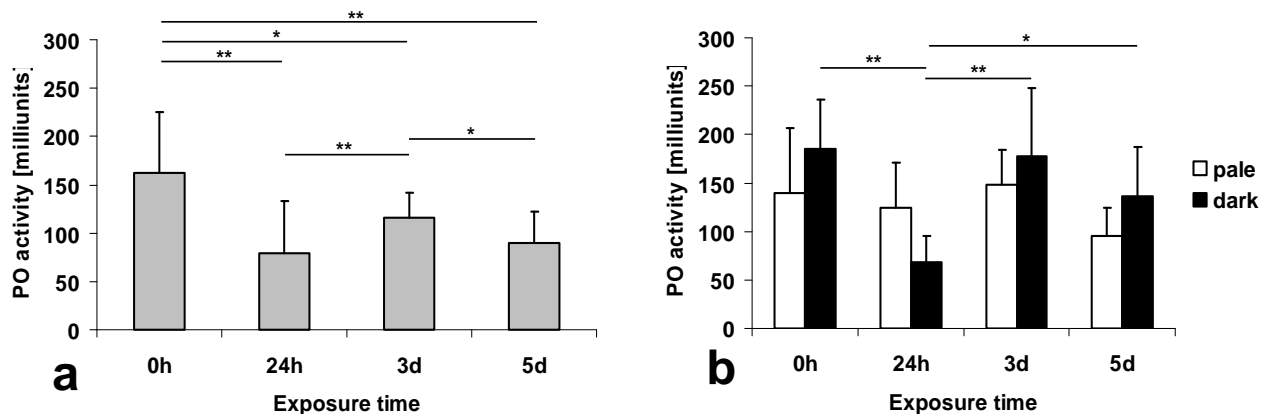 **
*
**
**
*
300
250
200
150
100
50
0
PO activity [milliunits]
0h 24h 3d 5d
Exposure time
a
*
** **
300
250
200
150
100
50
0
PO activity [milliunits]
0h 24h 3d 5d
Exposure time
b
pale
dark